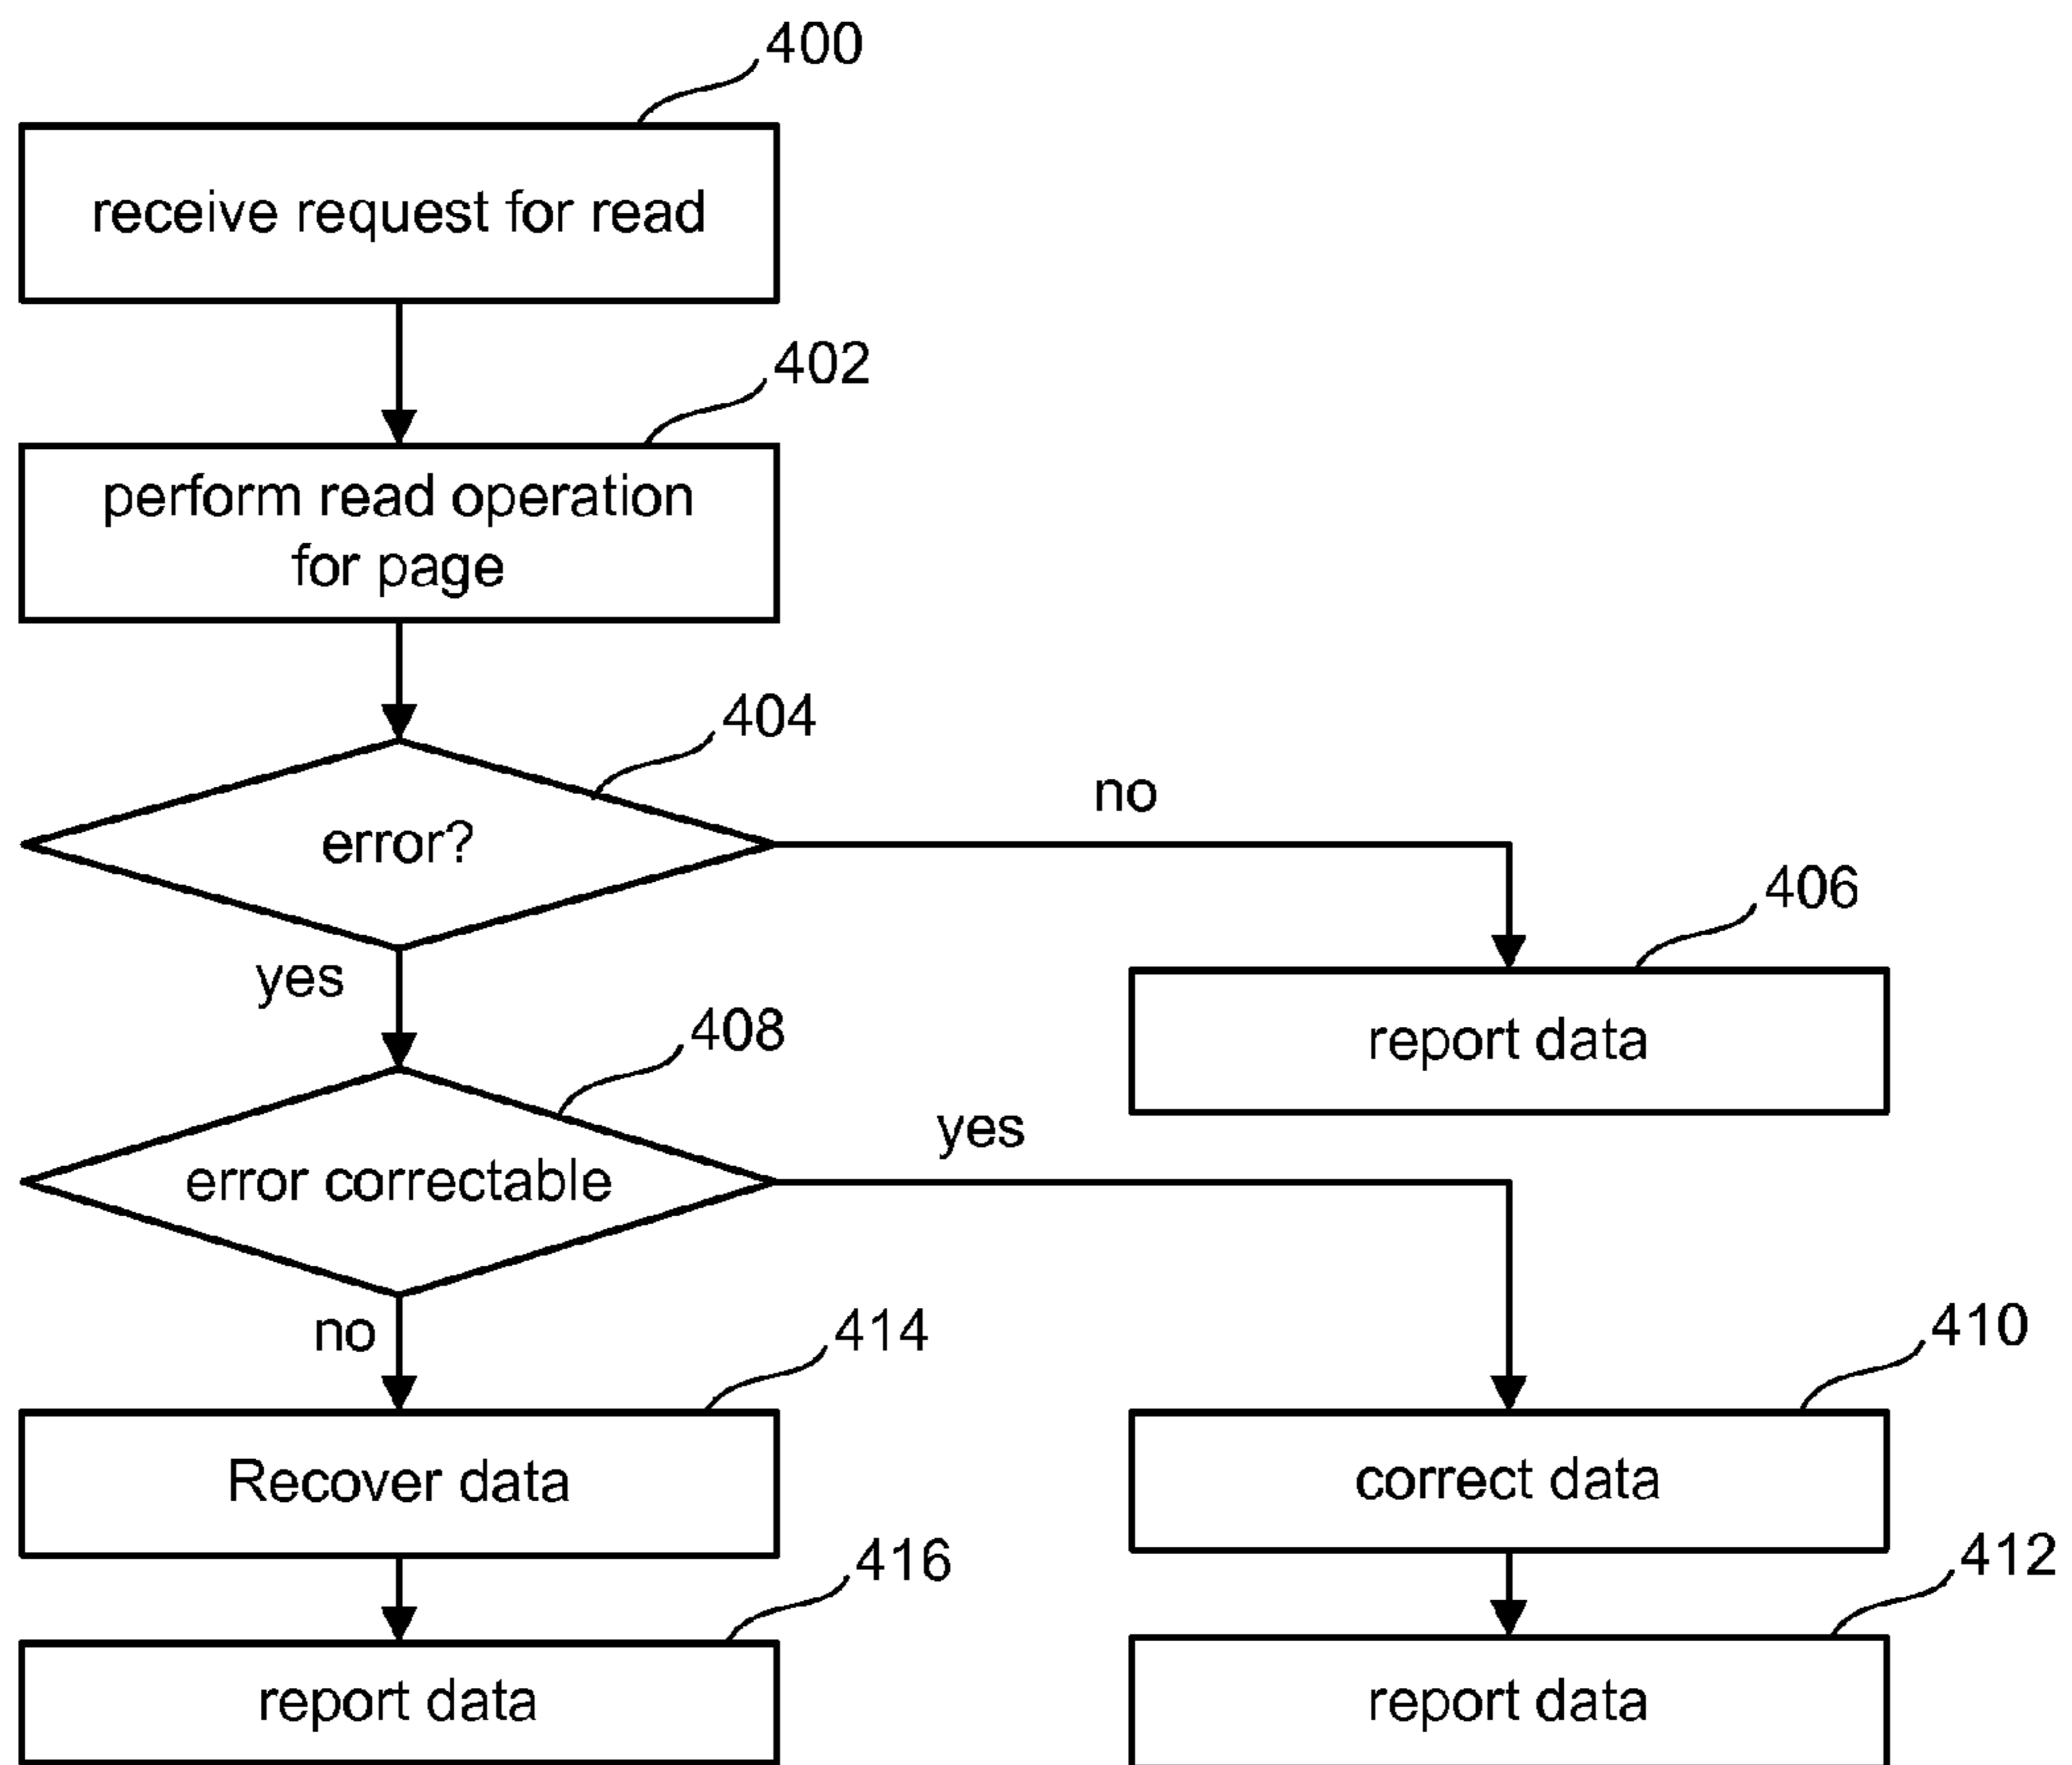 400
receive request for read
402
perform read operation
for page
404
error?
no
406
report data
yes
408
error correctable
yes
no
414
Recover data
410
correct data
416
report data
412
report data